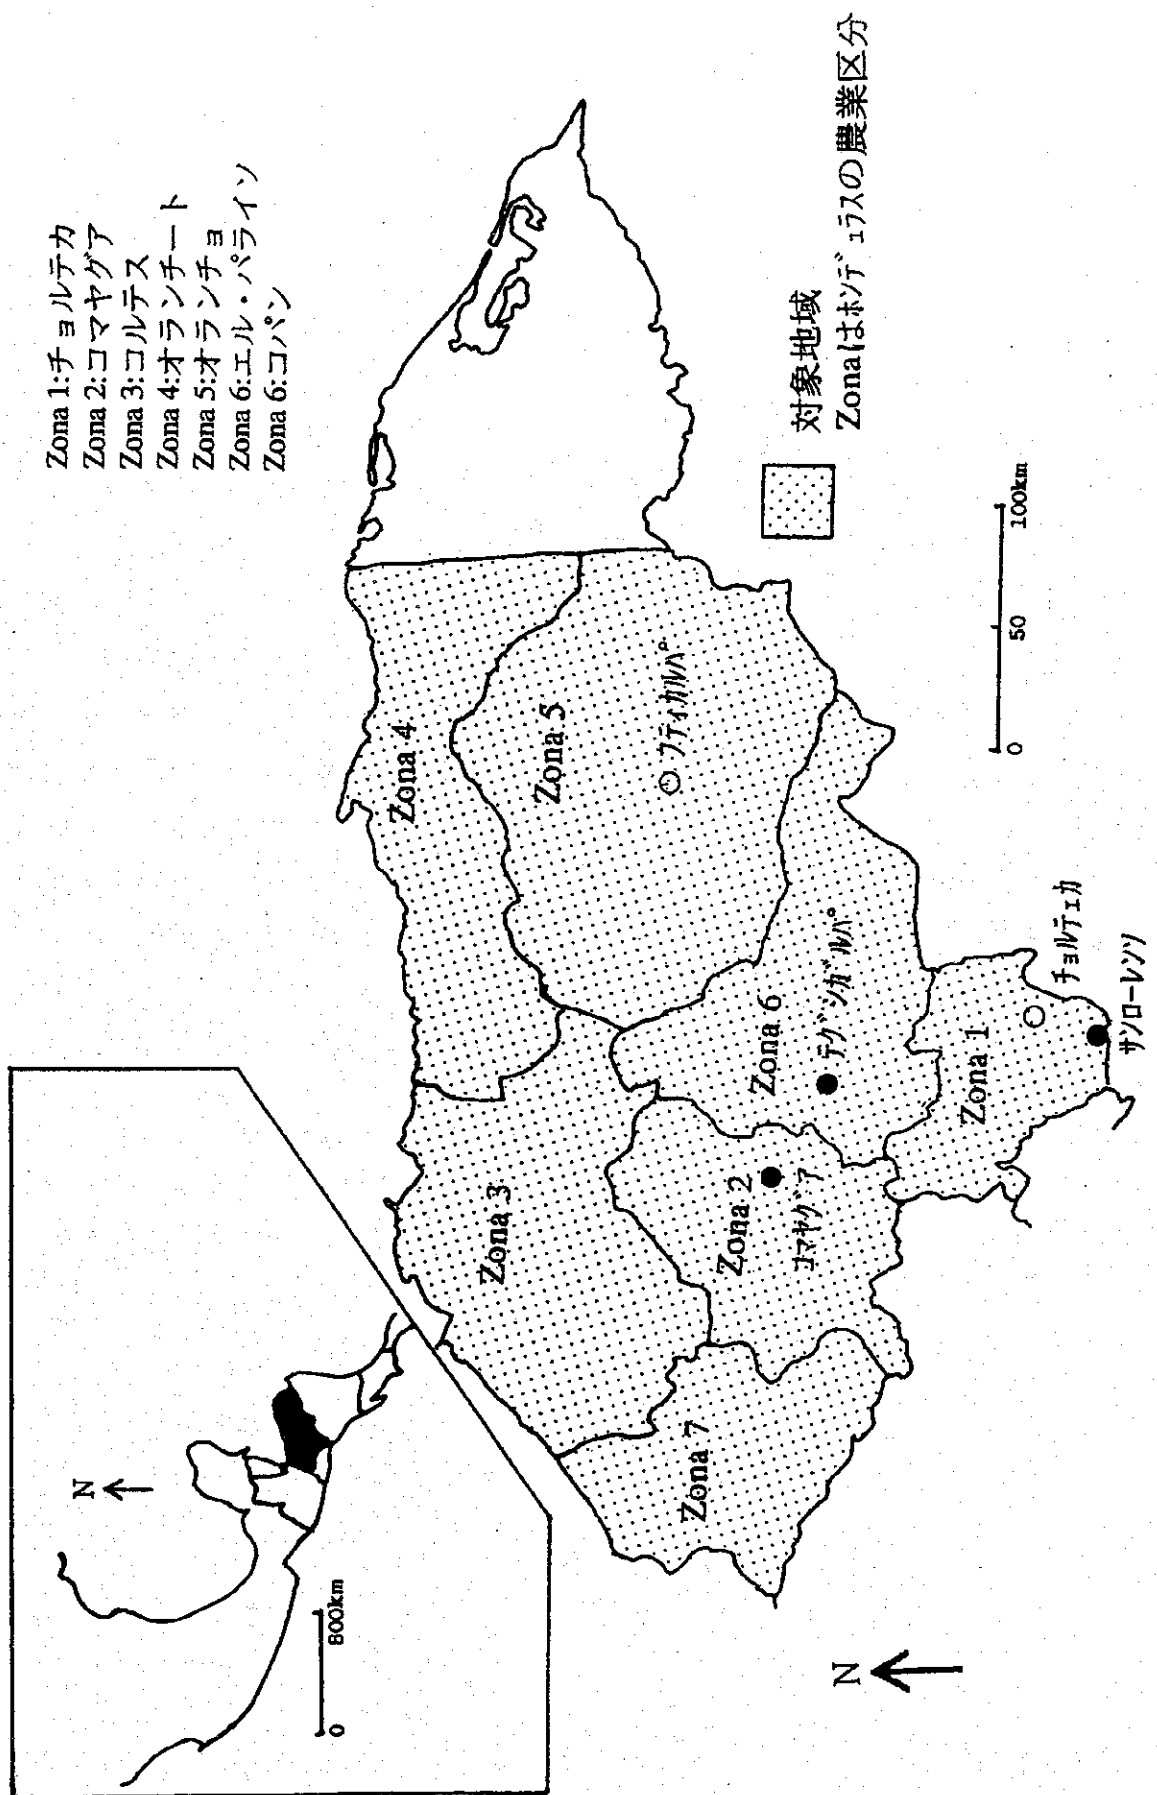 Zona 1:チョルテカ
Zona 2:コマヤグア
Zona 3:コルテス
Zona 4:オランチート
Zona 5:オランチョ
Zona 6:エル・パライソ
Zona 6:コパン
N
0
800km
Zona 4
Zona 3
Zona 5
フティカルパ
Zona 7
Zona 2
コマヤグア
Zona 6
テグシガルパ
Zona 1
チョルテェカ
サンローレンソ
N
0
50
100km
対象地域
Zonaはホンデュラスの農業区分